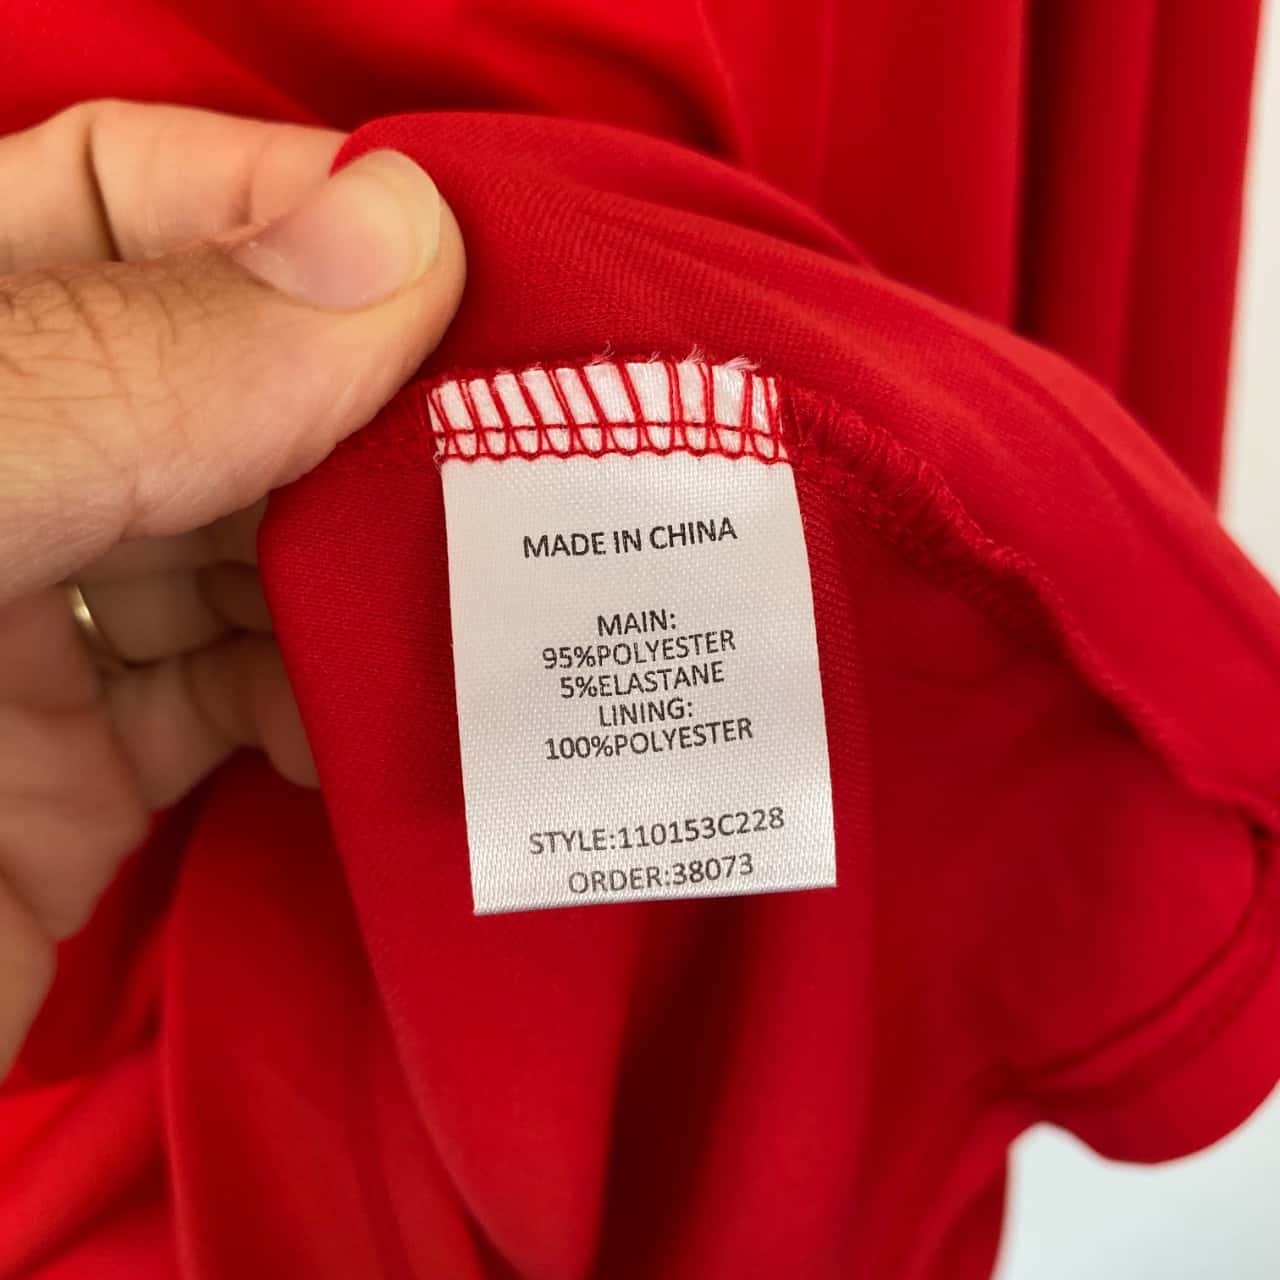 MADE IN CHINA
MAIN:
95%POLYESTER
5%ELASTANE
LINING:
100%POLYESTER
STYLE:110153C228
ORDER:38073